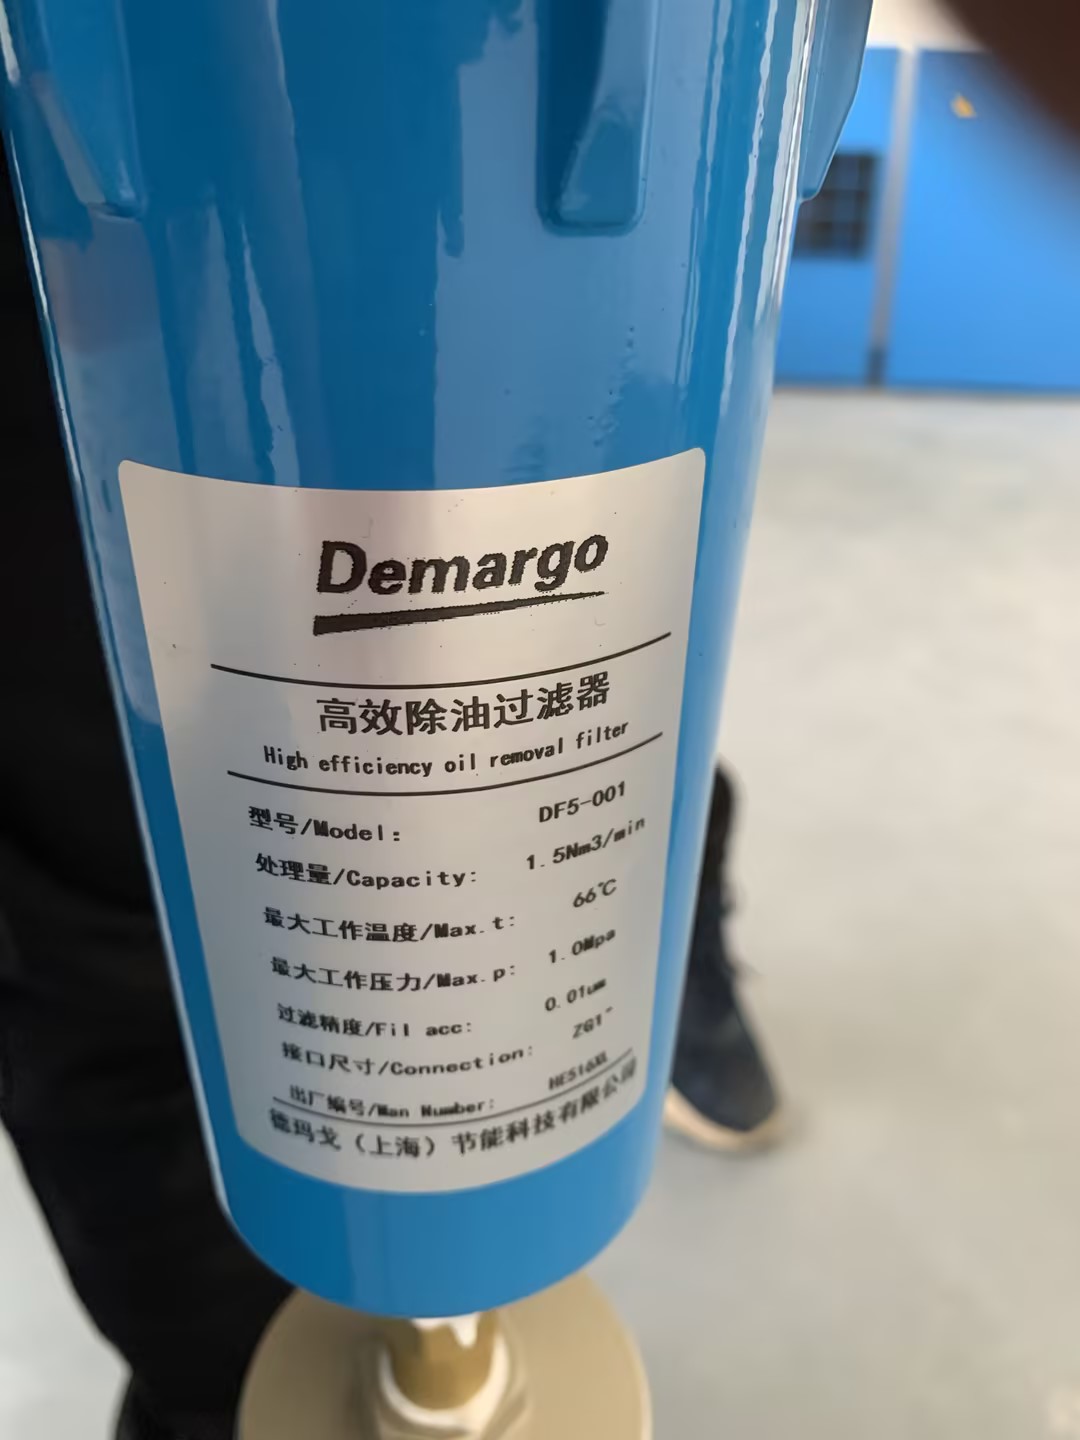 Demargo
高效除油过滤器
High efficiency oil removal filter
型号/Model: DF5-001
处理量/Capacity: 1.5Nm3/min
最大工作温度/Max.t: 66℃
最大工作压力/Max.p: 1.0Mpa
过滤精度/Fil acc: 0.01um
接口尺寸/Connection: ZG1"
出厂编号/Man Number: HE516XL
德玛戈（上海）节能科技有限公司